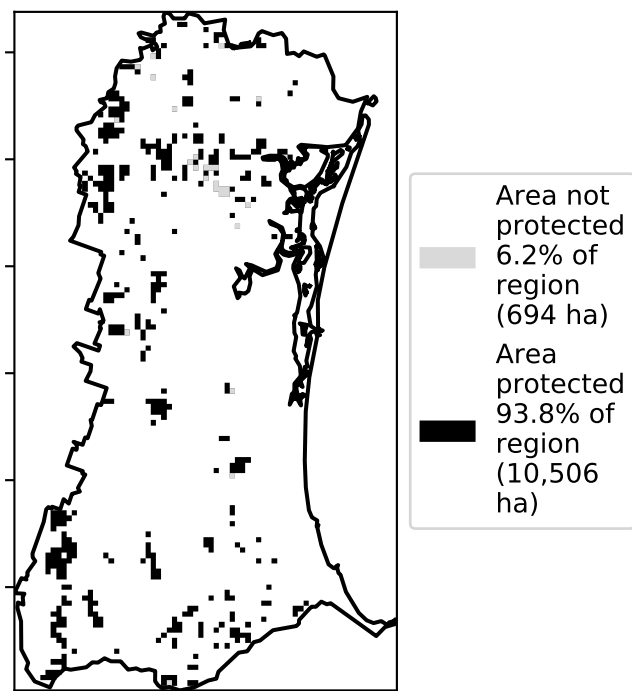 Area not
protected
6.2% of
region
(694 ha)
Area
protected
93.8% of
region
(10,506
ha)